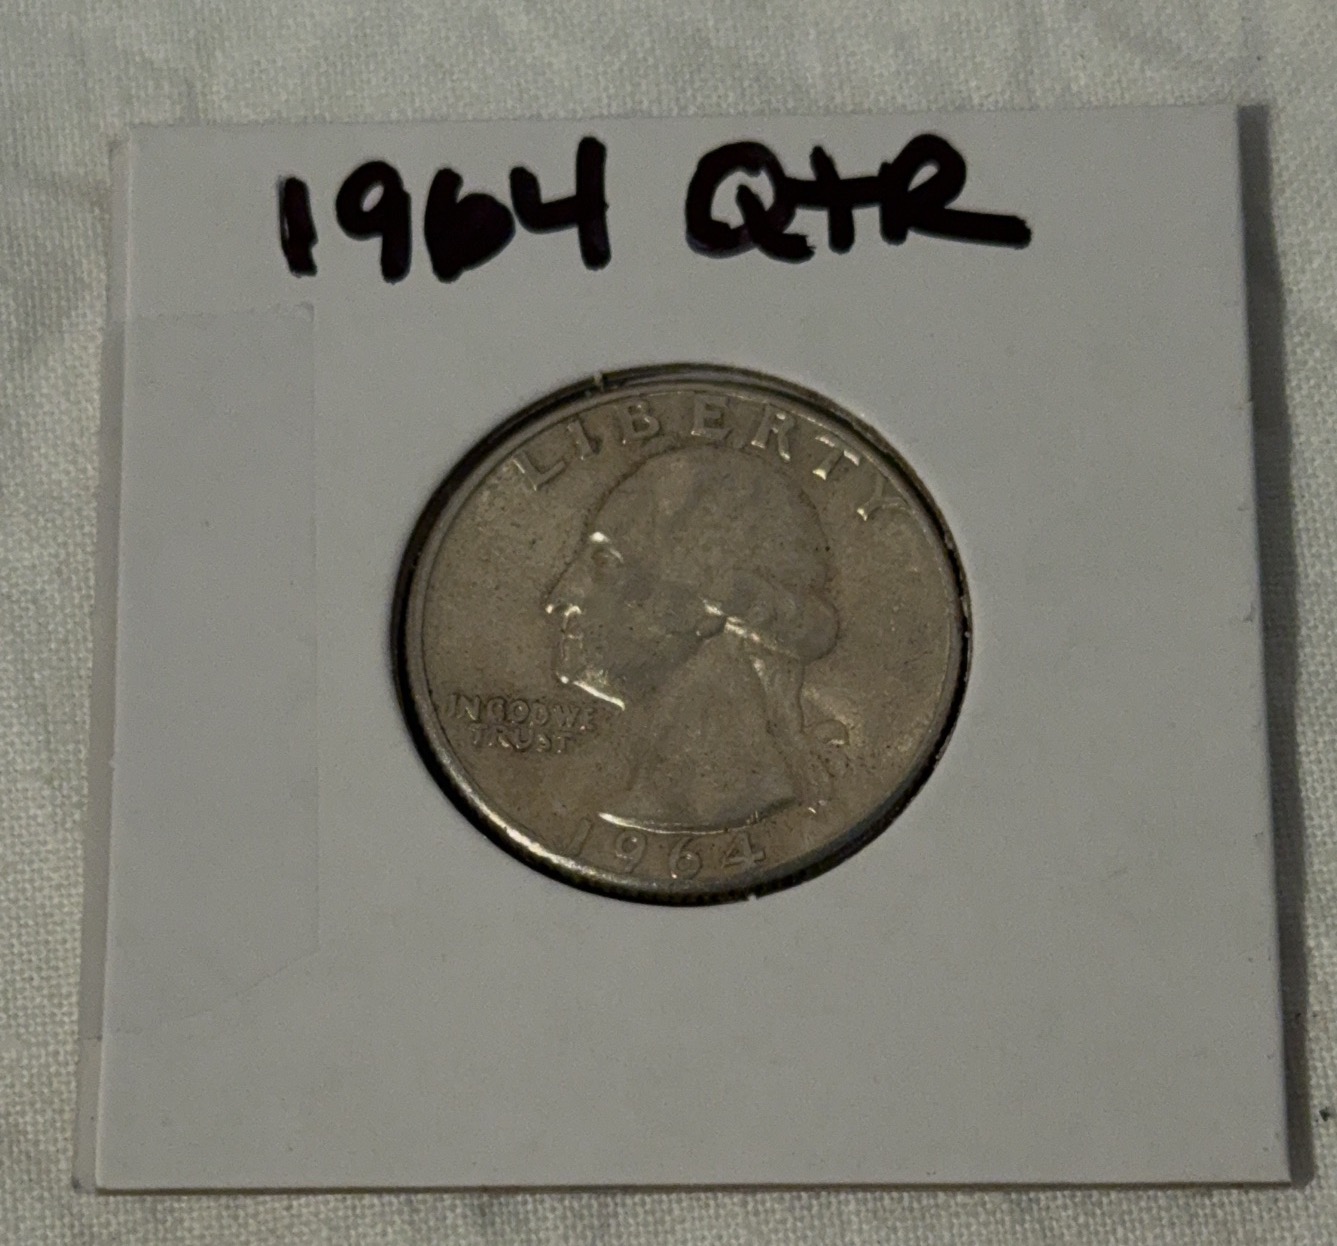 1964 QtR
LIBERTY
IN GOD WE
TRUST
1964